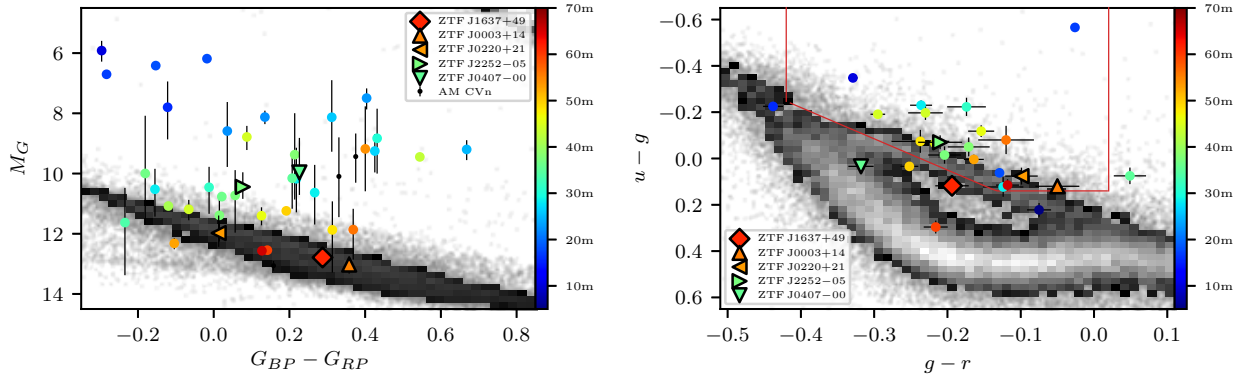 ZTF J1637+49
ZTF J0003+14
ZTF J0220+21
ZTF J2252−05
ZTF J0407−00
AM CVn
6
8
10
12
14
M_G
−0.2
0.0
0.2
0.4
0.6
0.8
G_BP − G_RP
70m
60m
50m
40m
30m
20m
10m
−0.6
−0.4
−0.2
0.0
0.2
0.4
0.6
u − g
ZTF J1637+49
ZTF J0003+14
ZTF J0220+21
ZTF J2252−05
ZTF J0407−00
−0.5
−0.4
−0.3
−0.2
−0.1
0.0
0.1
g − r
70m
60m
50m
40m
30m
20m
10m